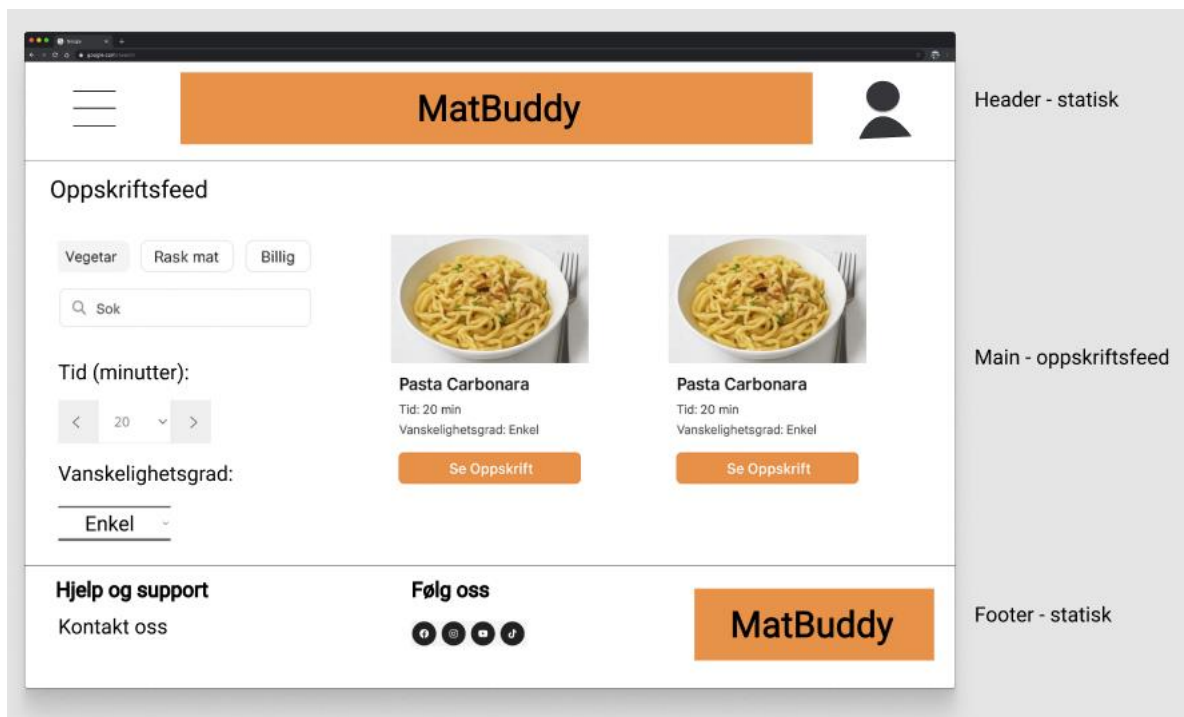 MatBuddy
Header - statisk
Oppskriftsfeed
Vegetar
Rask mat
Billig
Sok
Tid (minutter):
20
Vanskelighetsgrad:
Enkel
Pasta Carbonara
Tid: 20 min
Vanskelighetsgrad: Enkel
Se Oppskrift
Pasta Carbonara
Tid: 20 min
Vanskelighetsgrad: Enkel
Se Oppskrift
Main - oppskriftsfeed
Hjelp og support
Kontakt oss
Følg oss
MatBuddy
Footer - statisk